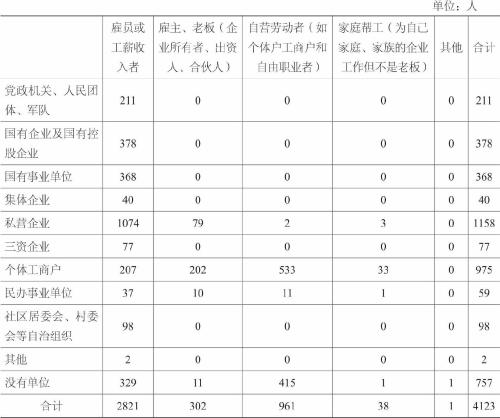 单位：人
雇员或工薪收入者 雇主、老板（企业所有者、出资人、合伙人） 自营劳动者（如个体户工商户和自由职业者） 家庭帮工（为自己家庭、家族的企业工作但不是老板） 其他 合计
党政机关、人民团体、军队 211 0 0 0 0 211
国有企业及国有控股企业 378 0 0 0 0 378
国有事业单位 368 0 0 0 0 368
集体企业 40 0 0 0 0 40
私营企业 1074 79 2 3 0 1158
三资企业 77 0 0 0 0 77
个体工商户 207 202 533 33 0 975
民办事业单位 37 10 11 1 0 59
社区居委会、村委会等自治组织 98 0 0 0 0 98
其他 2 0 0 0 0 2
没有单位 329 11 415 1 1 757
合计 2821 302 961 38 1 4123